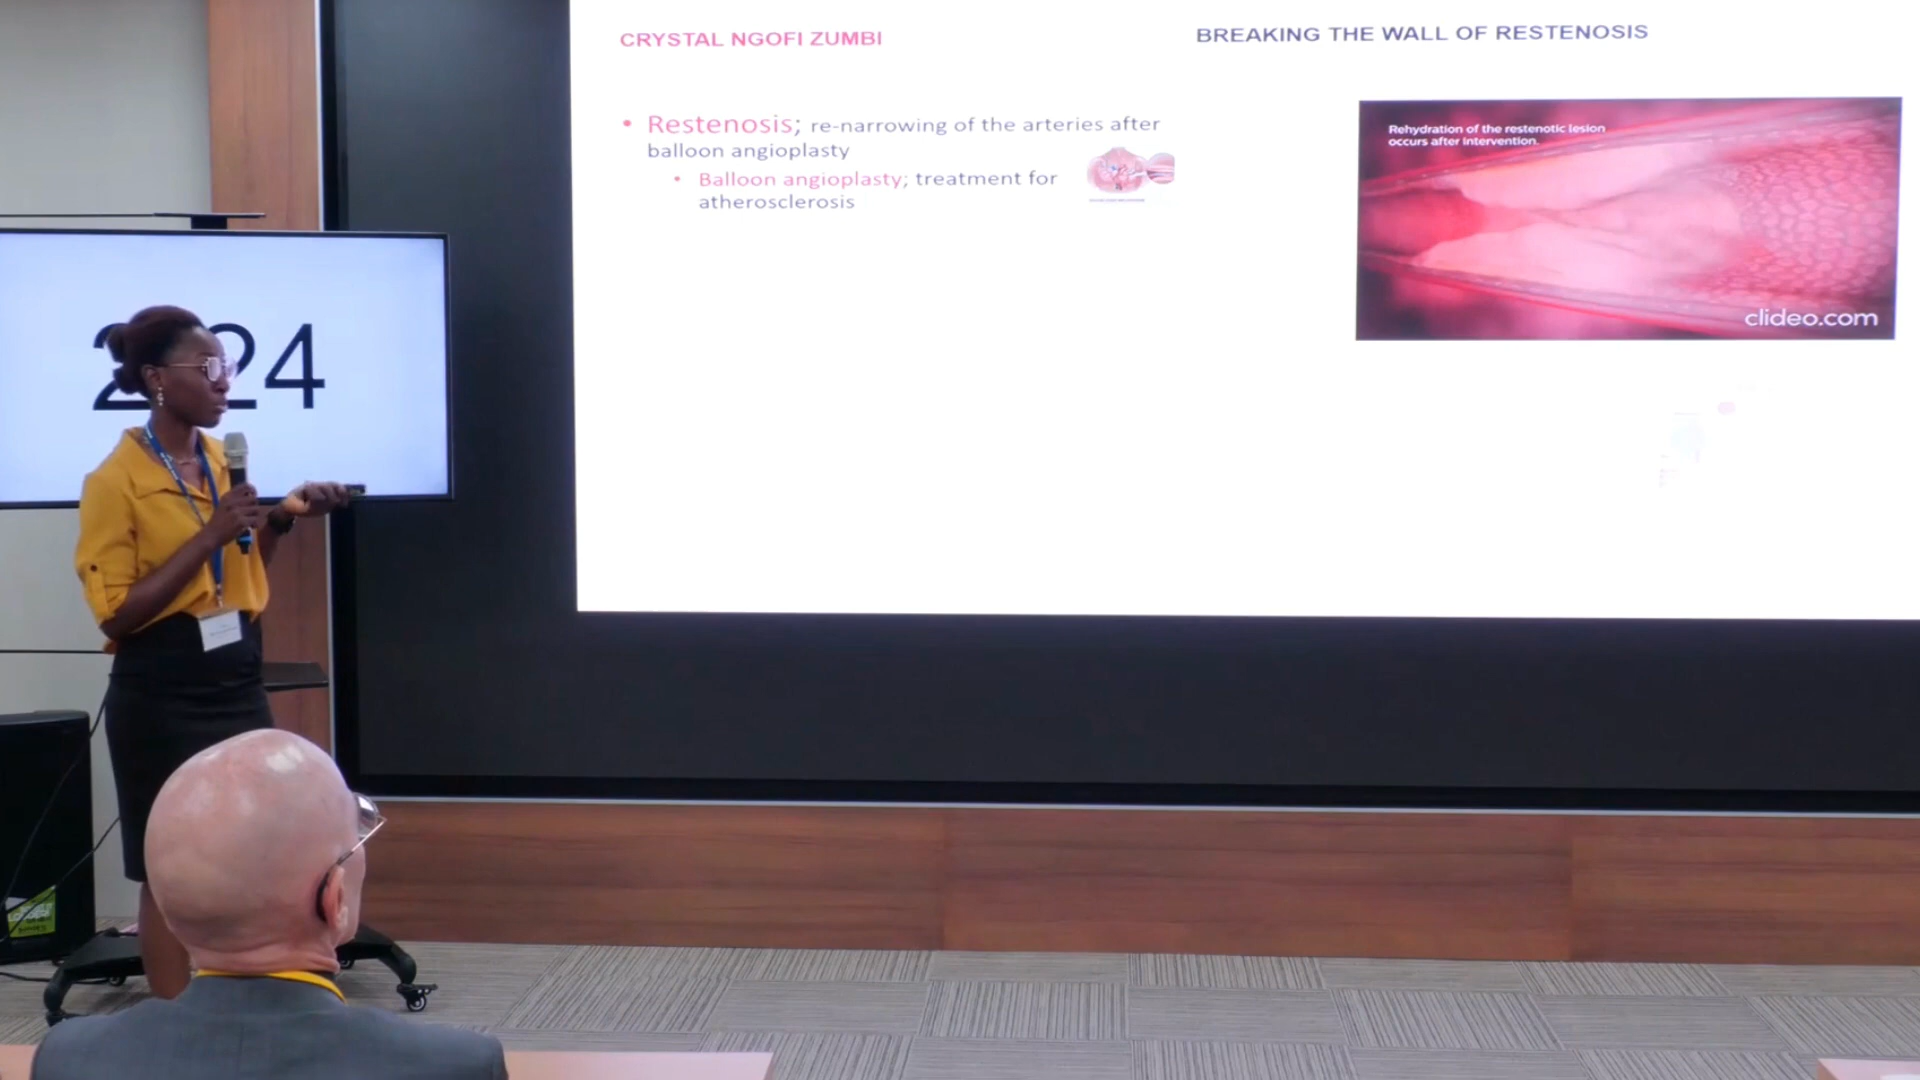 CRYSTAL NGOFI ZUMBI
BREAKING THE WALL OF RESTENOSIS
• Restenosis; re-narrowing of the arteries after
balloon angioplasty
• Balloon angioplasty; treatment for
atherosclerosis
Rehydration of the restenotic lesion
occurs after intervention.
clideo.com